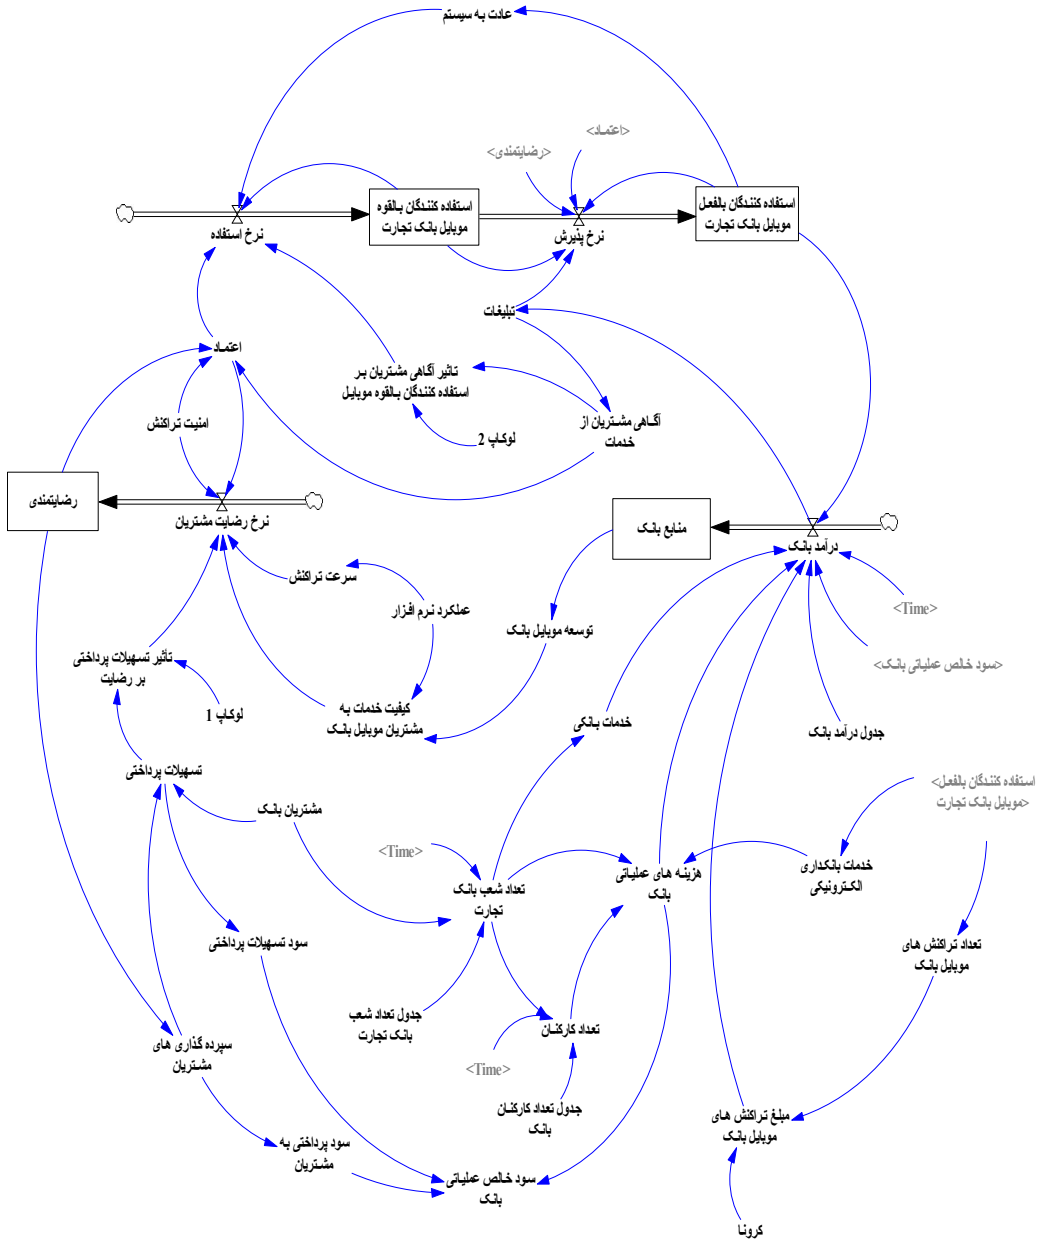 عادت به سیستم
<اعتماد>
<رضایتمندی>
استفاده کنندگان بالفعل
موبایل بانک تجارت
استفاده کنندگان بالقوه
موبایل بانک تجارت
نرخ پذیرش
نرخ استفاده
تبلیغات
اعتماد
تاثیر آگاهی مشتریان بر
استفاده کنندگان بالقوه موبایل
آگاهی مشتریان از
خدمات
لوکاپ 2
امنیت تراکنش
رضایتمندی
نرخ رضایت مشتریان
منابع بانک
درآمد بانک
سرعت تراکنش
عملکرد نرم افزار
<Time>
توسعه موبایل بانک
<سود خالص عملیاتی بانک>
تأثیر تسهیلات پرداختی
بر رضایت
لوکاپ 1
کیفیت خدمات به
مشتریان موبایل بانک
خدمات بانکی
جدول درآمد بانک
تسهیلات پرداختی
<استفاده کنندگان بالفعل
موبایل بانک تجارت>
مشتریان بانک
<Time>
تعداد شعب بانک
تجارت
هزینه های عملیاتی
بانک
خدمات بانکداری
الکترونیکی
سود تسهیلات پرداختی
تعداد تراکنش های
موبایل بانک
جدول تعداد شعب
بانک تجارت
تعداد کارکنان
سپرده گذاری های
مشتریان
<Time>
جدول تعداد کارکنان
بانک
مبلغ تراکنش های
موبایل بانک
سود پرداختی به
مشتریان
سود خالص عملیاتی
بانک
کرونا